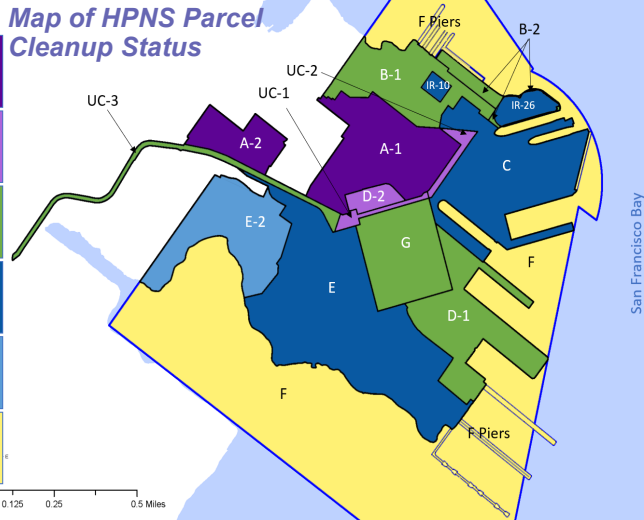 Map of HPNS Parcel
Cleanup Status
F Piers
B-2
UC-2
B-1
IR-10
UC-1
IR-26
UC-3
A-2
A-1
C
D-2
E-2
G
F
E
D-1
F
F Piers
San Francisco Bay
0.125 0.25 0.5 Miles